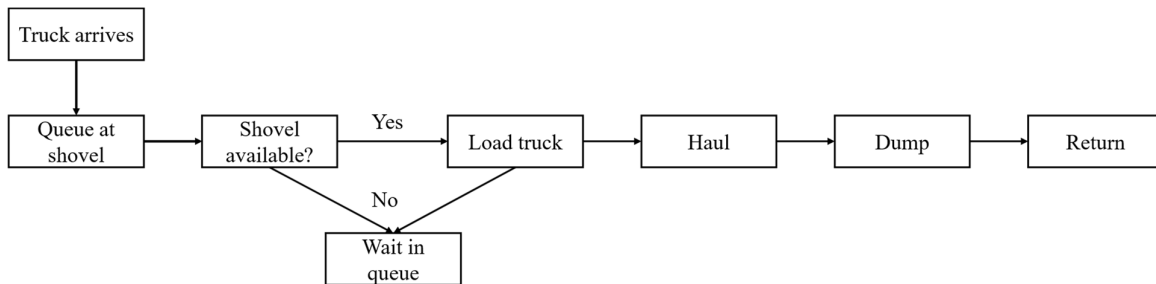 Truck arrives
Queue at
shovel
Shovel
available?
Yes
Load truck
Haul
Dump
Return
No
Wait in
queue